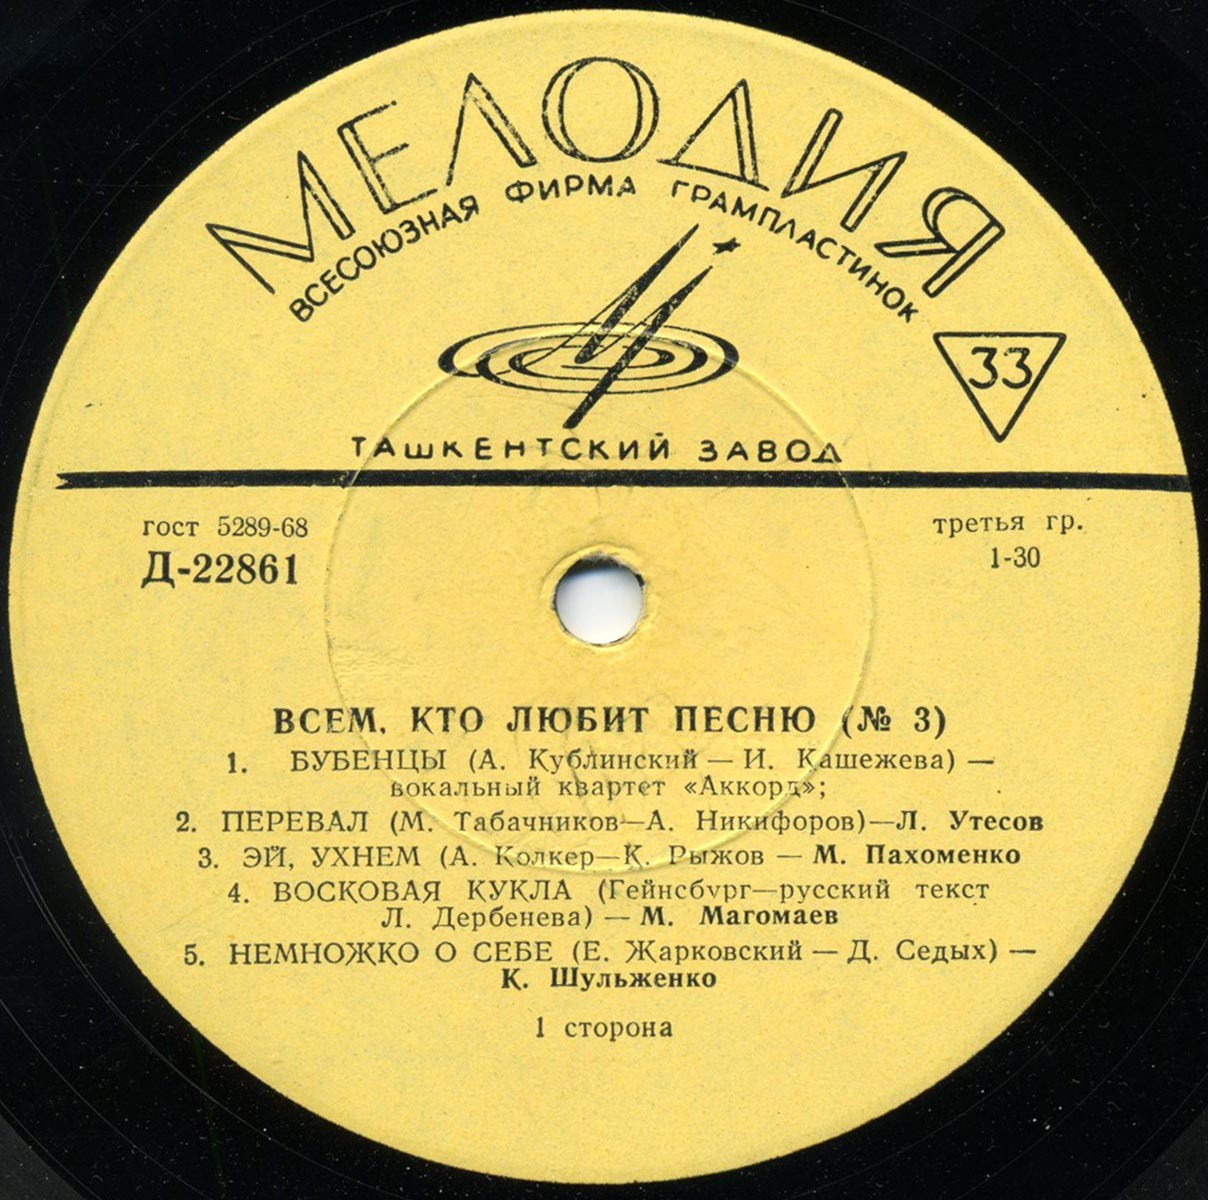 МЕЛОДИЯ
ВСЕСОЮЗНАЯ ФИРМА ГРАМПЛАСТИНОК
33
ТАШКЕНТСКИЙ ЗАВОД
гост 5289-68
третья гр.
Д-22861
1-30
ВСЕМ, КТО ЛЮБИТ ПЕСНЮ (№ 3)
1. БУБЕНЦЫ (А. Кублинский — И. Кашежева) —
вокальный квартет «Аккорд»;
2. ПЕРЕВАЛ (М. Табачников—А. Никифоров)—Л. Утесов
3. ЭЙ, УХНЕМ (А. Колкер—К. Рыжов — М. Пахоменко
4. ВОСКОВАЯ КУКЛА (Гейнсбург—русский текст
Л. Дербенева) — М. Магомаев
5. НЕМНОЖКО О СЕБЕ (Е. Жарковский — Д. Седых) —
К. Шульженко
1 сторона